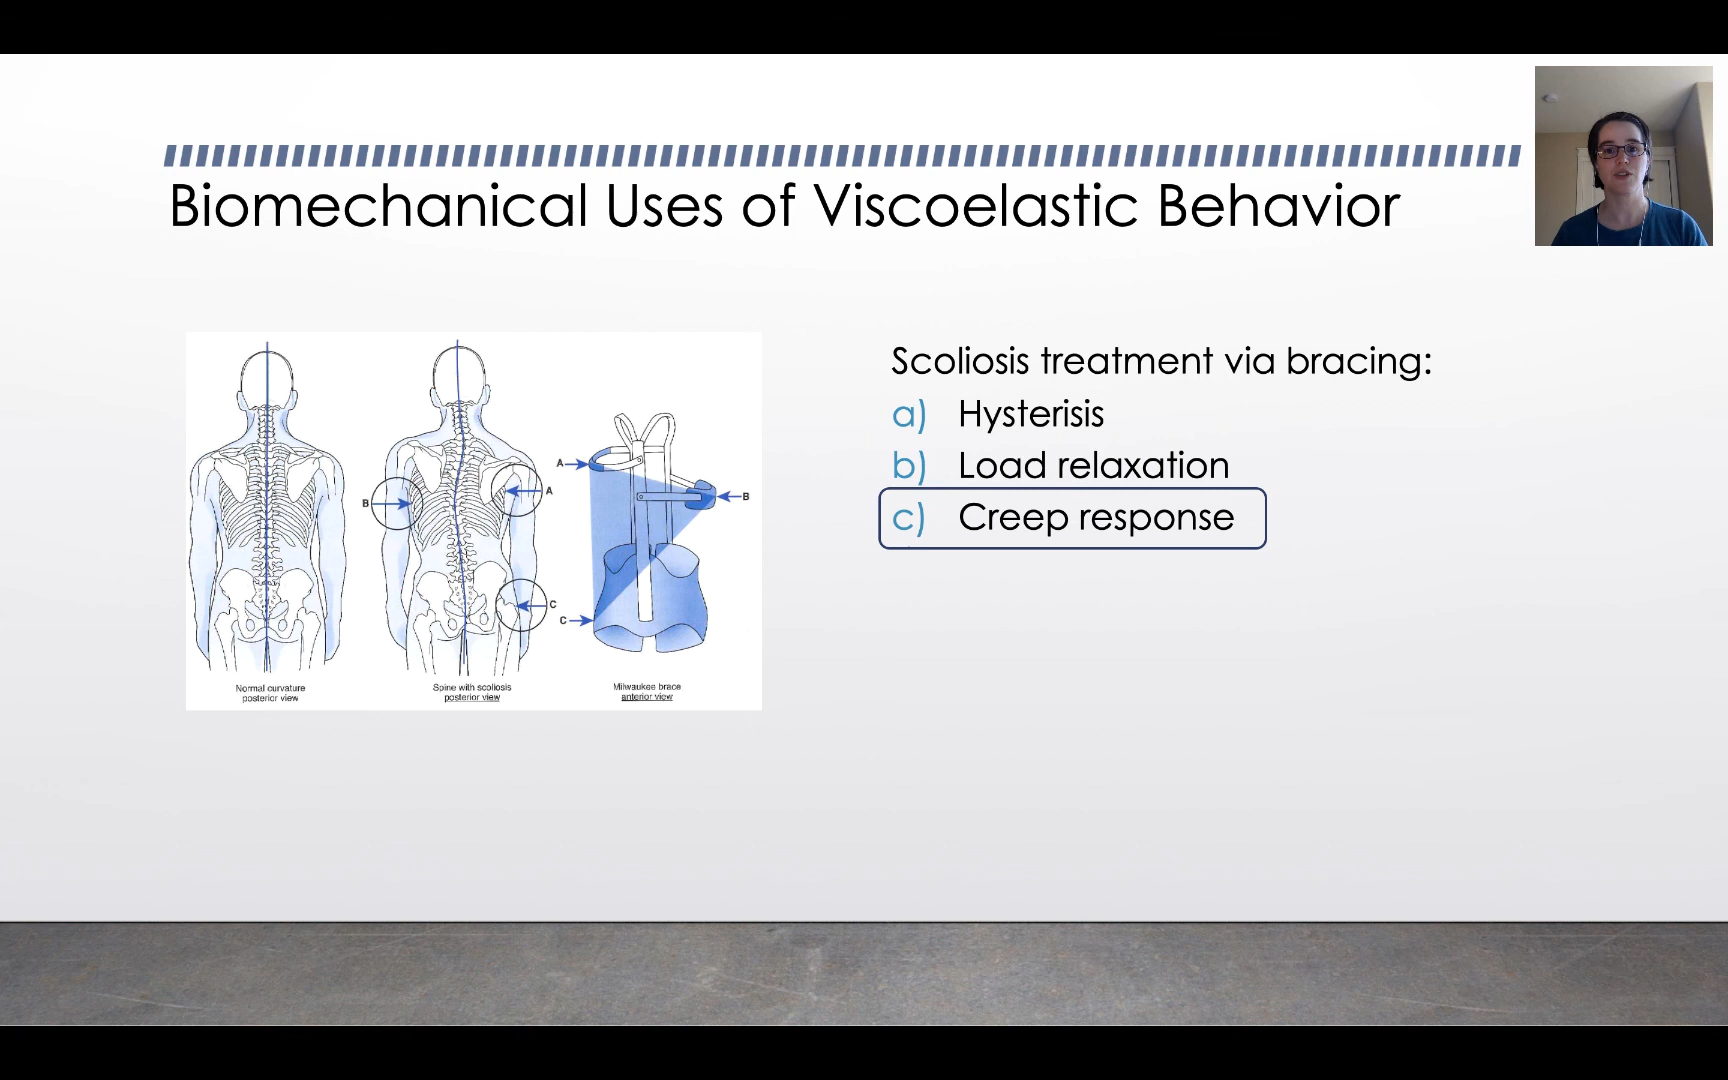 Biomechanical Uses of Viscoelastic Behavior
Scoliosis treatment via bracing:
a) Hysterisis
b) Load relaxation
c) Creep response
A
B
A
B
C
C
Normal curvature
posterior view
Spine with scoliosis
posterior view
Milwaukee brace
anterior view